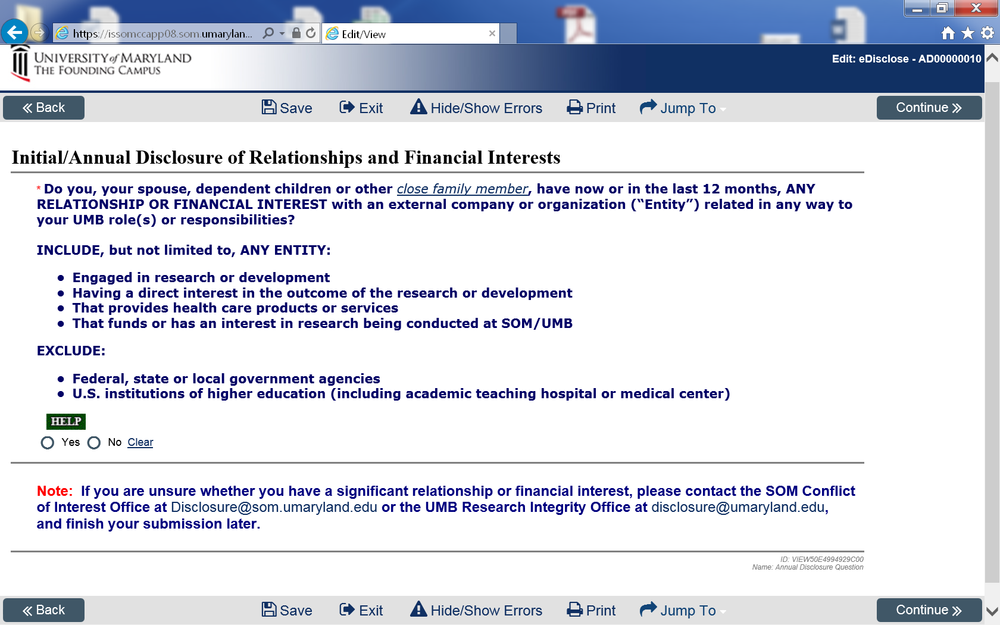 https://issomccapp08.som.umarylan...
Edit/View
UNIVERSITY of MARYLAND
THE FOUNDING CAMPUS
Edit: eDisclose - AD00000010
Back
Save
Exit
Hide/Show Errors
Print
Jump To
Continue
Initial/Annual Disclosure of Relationships and Financial Interests
* Do you, your spouse, dependent children or other close family member, have now or in the last 12 months, ANY
RELATIONSHIP OR FINANCIAL INTEREST with an external company or organization (“Entity”) related in any way to
your UMB role(s) or responsibilities?
INCLUDE, but not limited to, ANY ENTITY:
• Engaged in research or development
• Having a direct interest in the outcome of the research or development
• That provides health care products or services
• That funds or has an interest in research being conducted at SOM/UMB
EXCLUDE:
• Federal, state or local government agencies
• U.S. institutions of higher education (including academic teaching hospital or medical center)
HELP
Yes No Clear
Note: If you are unsure whether you have a significant relationship or financial interest, please contact the SOM Conflict
of Interest Office at Disclosure@som.umaryland.edu or the UMB Research Integrity Office at disclosure@umaryland.edu,
and finish your submission later.
ID: VIEW50E4994929C00
Name: Annual Disclosure Question
Back
Save
Exit
Hide/Show Errors
Print
Jump To
Continue